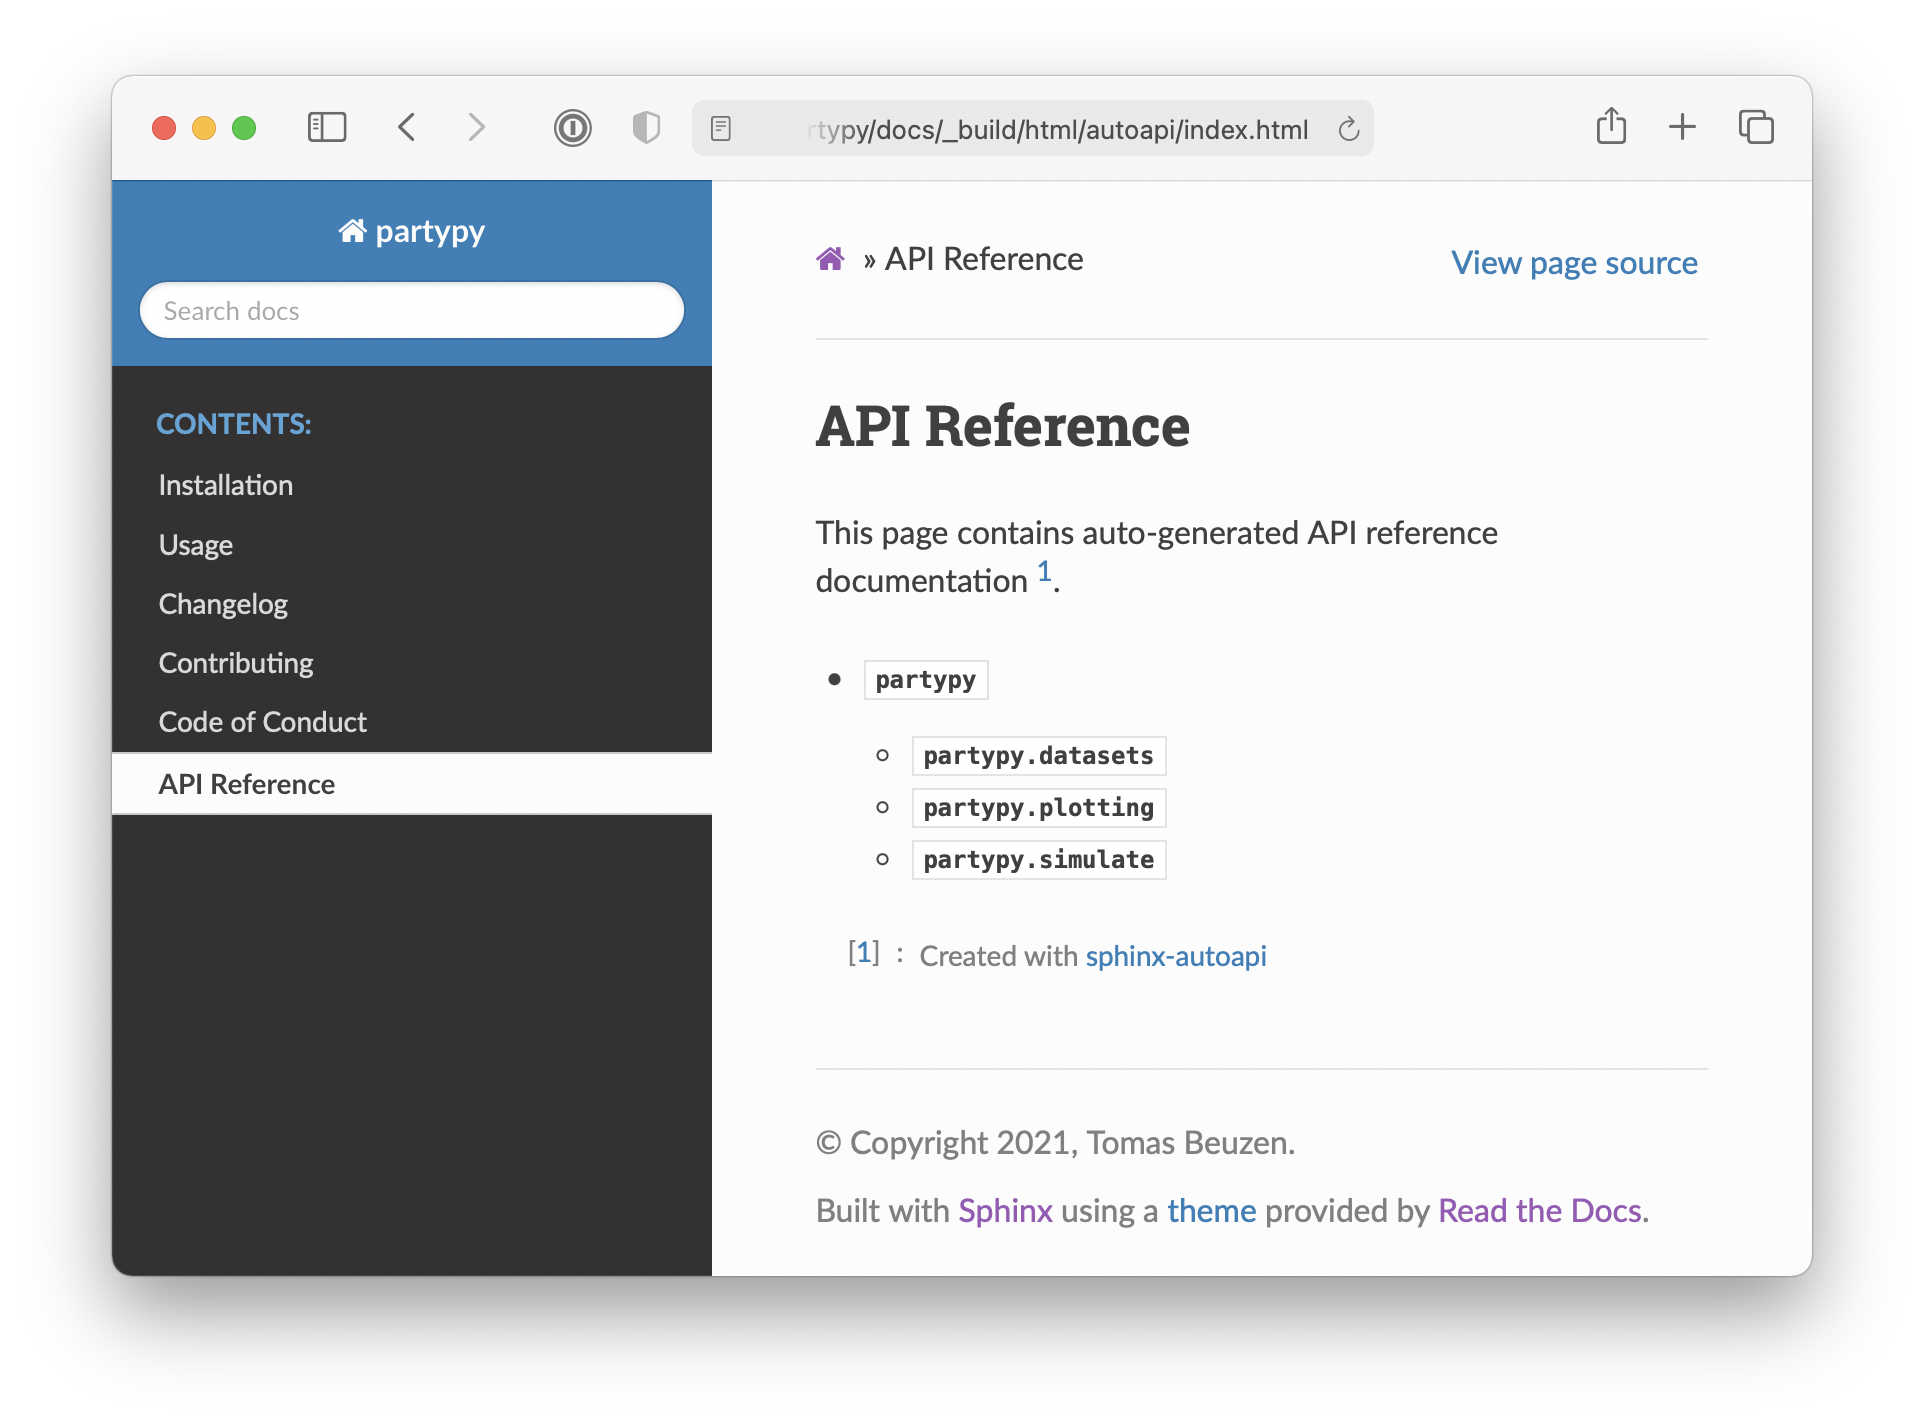 rtypy/docs/_build/html/autoapi/index.html
partypy
Search docs
CONTENTS:
Installation
Usage
Changelog
Contributing
Code of Conduct
API Reference
» API Reference
View page source
API Reference
This page contains auto-generated API reference
documentation 1.
partypy
partypy.datasets
partypy.plotting
partypy.simulate
[1] : Created with sphinx-autoapi
© Copyright 2021, Tomas Beuzen.
Built with Sphinx using a theme provided by Read the Docs.